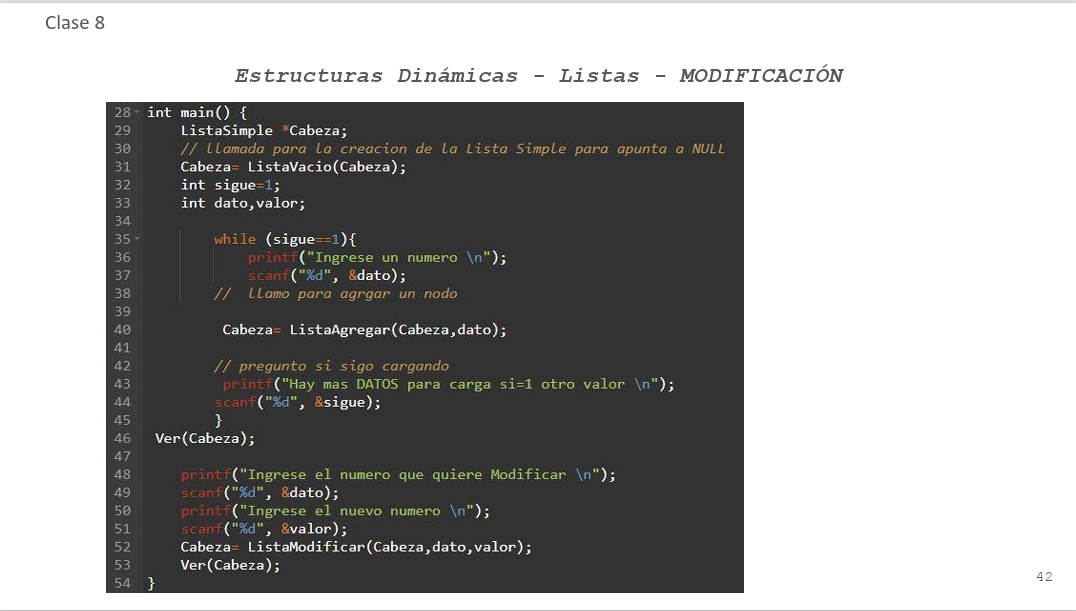 Clase 8
Estructuras Dinámicas - Listas - MODIFICACIÓN
28 int main() {
29 ListaSimple *Cabeza;
30 // llamada para la creacion de la Lista Simple para apunta a NULL
31 Cabeza= ListaVacio(Cabeza);
32 int sigue=1;
33 int dato,valor;
34
35 while (sigue==1){
36 printf("Ingrese un numero \n");
37 scanf("%d", &dato);
38 // llamo para agrgar un nodo
39
40 Cabeza= ListaAgregar(Cabeza,dato);
41
42 // pregunto si sigo cargando
43 printf("Hay mas DATOS para carga si=1 otro valor \n");
44 scanf("%d", &sigue);
45 }
46 Ver(Cabeza);
47
48 printf("Ingrese el numero que quiere Modificar \n");
49 scanf("%d", &dato);
50 printf("Ingrese el nuevo numero \n");
51 scanf("%d", &valor);
52 Cabeza= ListaModificar(Cabeza,dato,valor);
53 Ver(Cabeza);
54 }
42